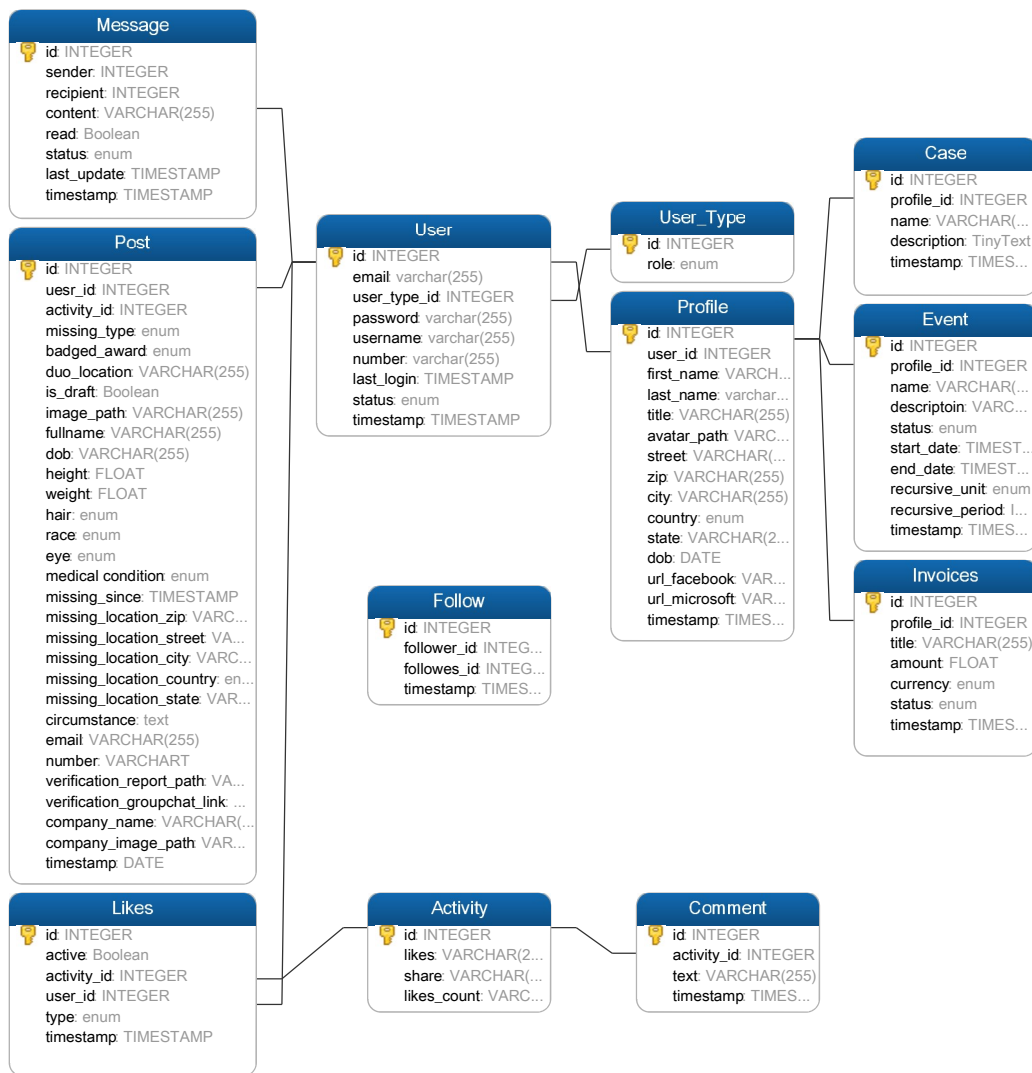 Message
id: INTEGER
sender: INTEGER
recipient: INTEGER
content: VARCHAR(255)
read: Boolean
status: enum
last_update: TIMESTAMP
timestamp: TIMESTAMP
Post
id: INTEGER
uesr_id: INTEGER
activity_id: INTEGER
missing_type: enum
badged_award: enum
duo_location: VARCHAR(255)
is_draft: Boolean
image_path: VARCHAR(255)
fullname: VARCHAR(255)
dob: VARCHAR(255)
height: FLOAT
weight: FLOAT
hair: enum
race: enum
eye: enum
medical condition: enum
missing_since: TIMESTAMP
missing_location_zip: VARC...
missing_location_street: VA...
missing_location_city: VARC...
missing_location_country: en...
missing_location_state: VAR...
circumstance: text
email: VARCHAR(255)
number: VARCHART
verification_report_path: VA...
verification_groupchat_link: ...
company_name: VARCHAR(...
company_image_path: VAR...
timestamp: DATE
Likes
id: INTEGER
active: Boolean
activity_id: INTEGER
user_id: INTEGER
type: enum
timestamp: TIMESTAMP
User
id: INTEGER
email: varchar(255)
user_type_id: INTEGER
password: varchar(255)
username: varchar(255)
number: varchar(255)
last_login: TIMESTAMP
status: enum
timestamp: TIMESTAMP
Follow
id: INTEGER
follower_id: INTEG...
followes_id: INTEG...
timestamp: TIMES...
Activity
id: INTEGER
likes: VARCHAR(2...
share: VARCHAR(...
likes_count: VARC...
User_Type
id: INTEGER
role: enum
Profile
id: INTEGER
user_id: INTEGER
first_name: VARCH...
last_name: varchar...
title: VARCHAR(255)
avatar_path: VARC...
street: VARCHAR(...
zip: VARCHAR(255)
city: VARCHAR(255)
country: enum
state: VARCHAR(2...
dob: DATE
url_facebook: VAR...
url_microsoft: VAR...
timestamp: TIMES...
Comment
id: INTEGER
activity_id: INTEGER
text: VARCHAR(255)
timestamp: TIMES...
Case
id: INTEGER
profile_id: INTEGER
name: VARCHAR(...
description: TinyText
timestamp: TIMES...
Event
id: INTEGER
profile_id: INTEGER
name: VARCHAR(...
descriptoin: VARC...
status: enum
start_date: TIMEST...
end_date: TIMEST...
recursive_unit: enum
recursive_period: I...
timestamp: TIMES...
Invoices
id: INTEGER
profile_id: INTEGER
title: VARCHAR(255)
amount: FLOAT
currency: enum
status: enum
timestamp: TIMES...